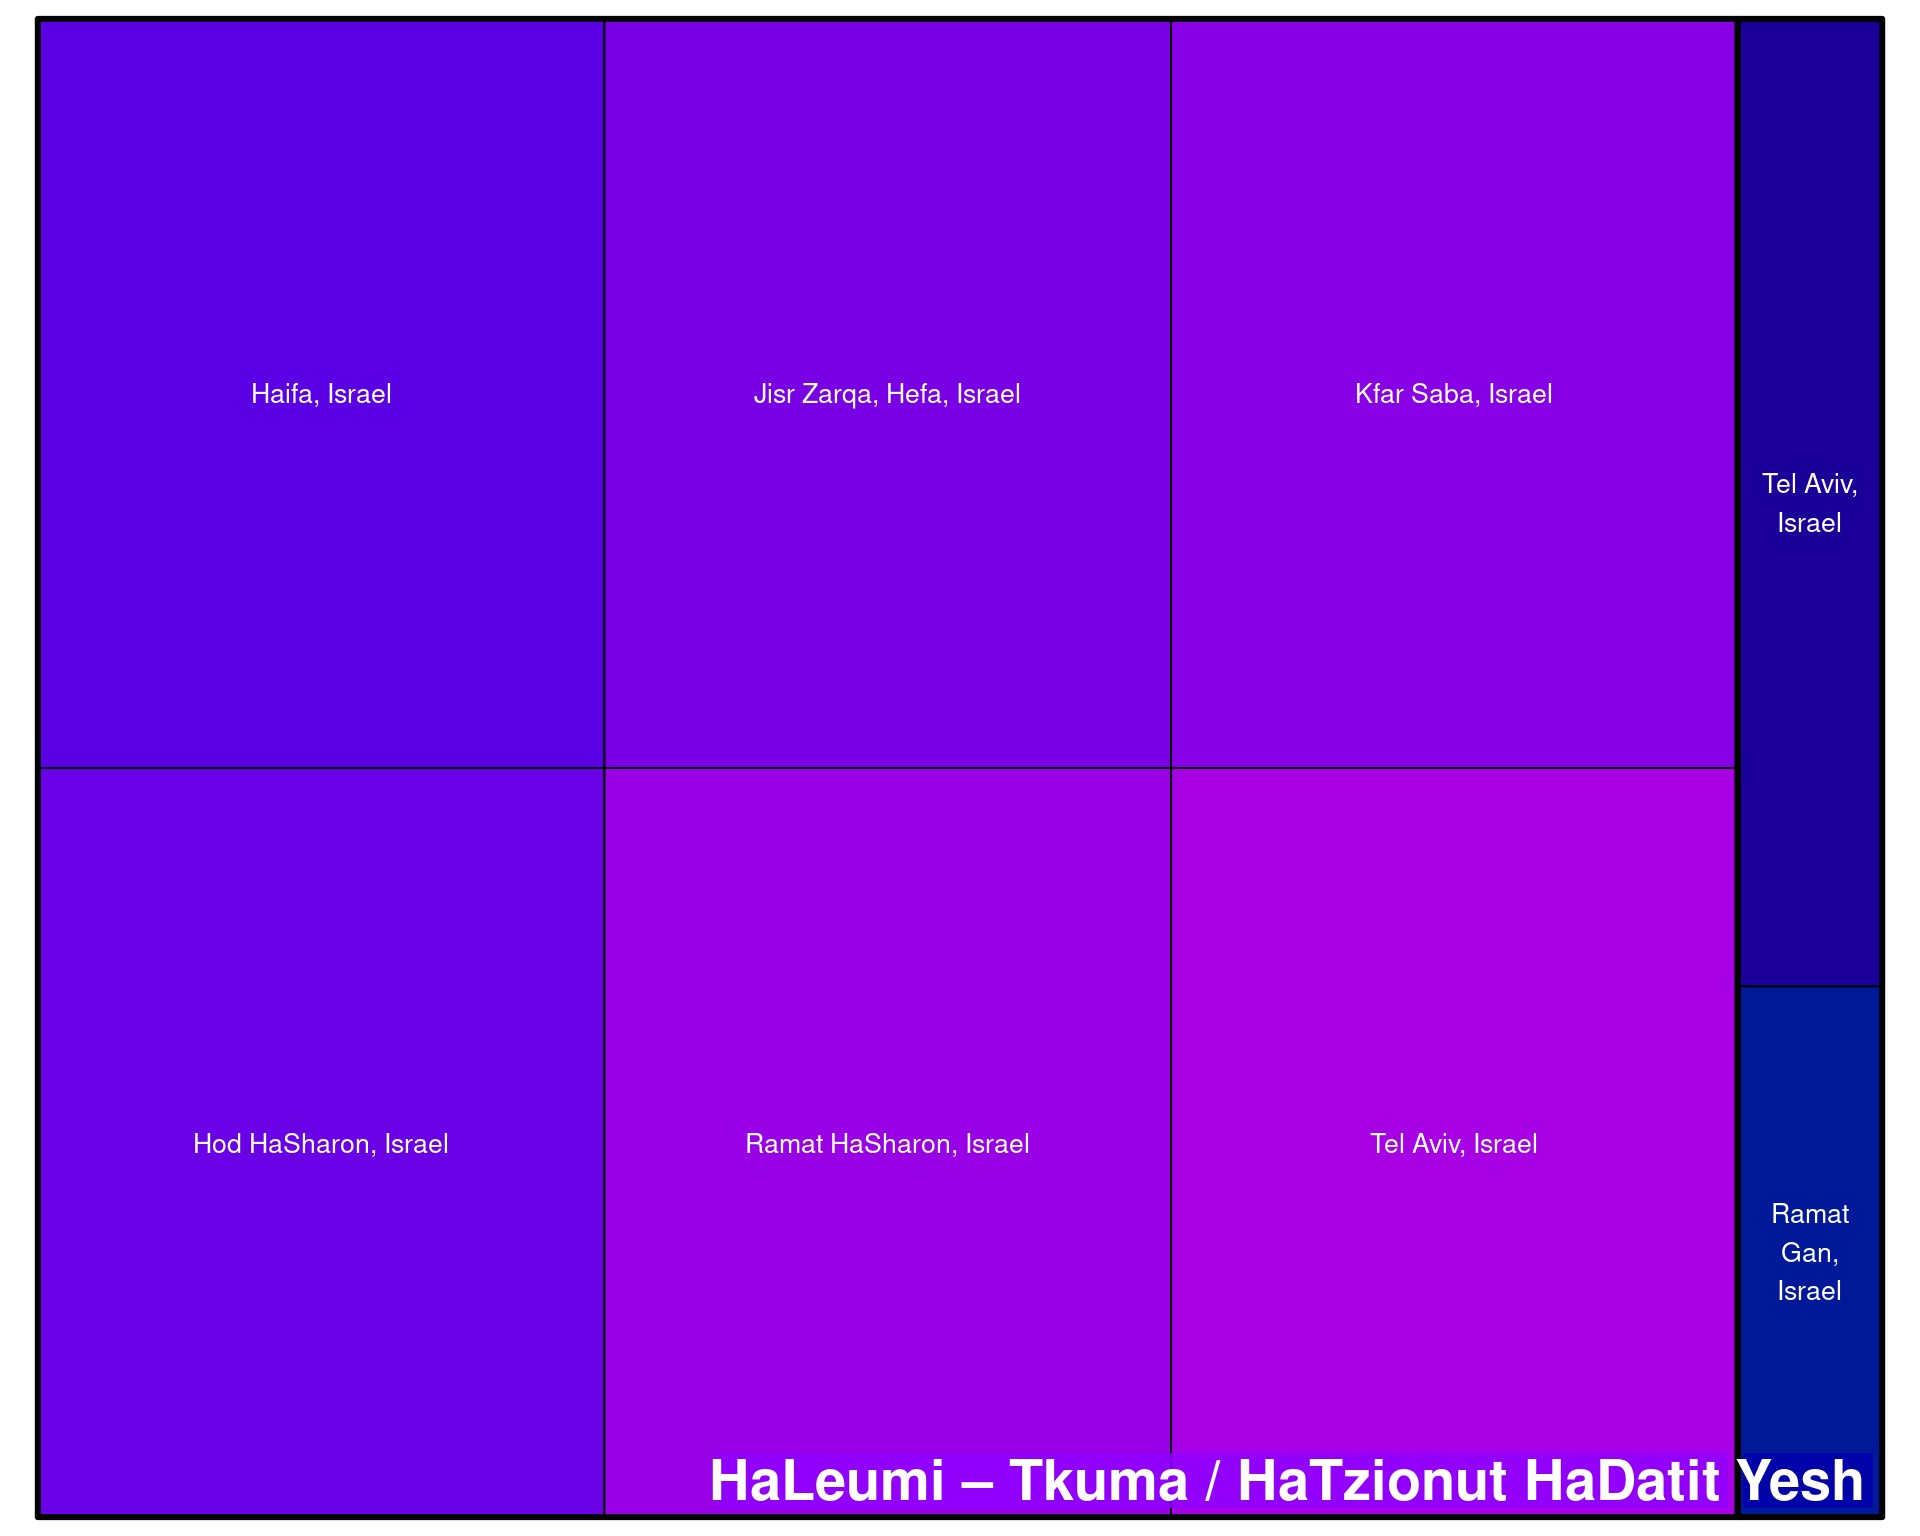 Haifa, Israel
Jisr Zarqa, Hefa, Israel
Kfar Saba, Israel
Tel Aviv,
Israel
Hod HaSharon, Israel
Ramat HaSharon, Israel
Tel Aviv, Israel
Ramat
Gan,
Israel
HaLeumi – Tkuma / HaTzionut HaDatit
Yesh